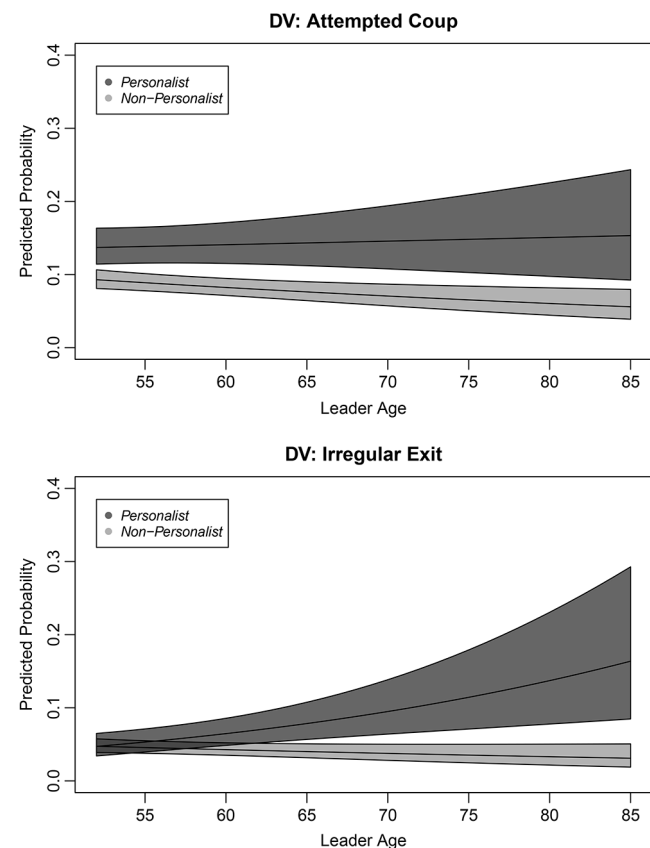 DV: Attempted Coup
Predicted Probability
0.4
0.3
0.2
0.1
0.0
Personalist
Non−Personalist
55 60 65 70 75 80 85
Leader Age
DV: Irregular Exit
Predicted Probability
0.4
0.3
0.2
0.1
0.0
Personalist
Non−Personalist
55 60 65 70 75 80 85
Leader Age